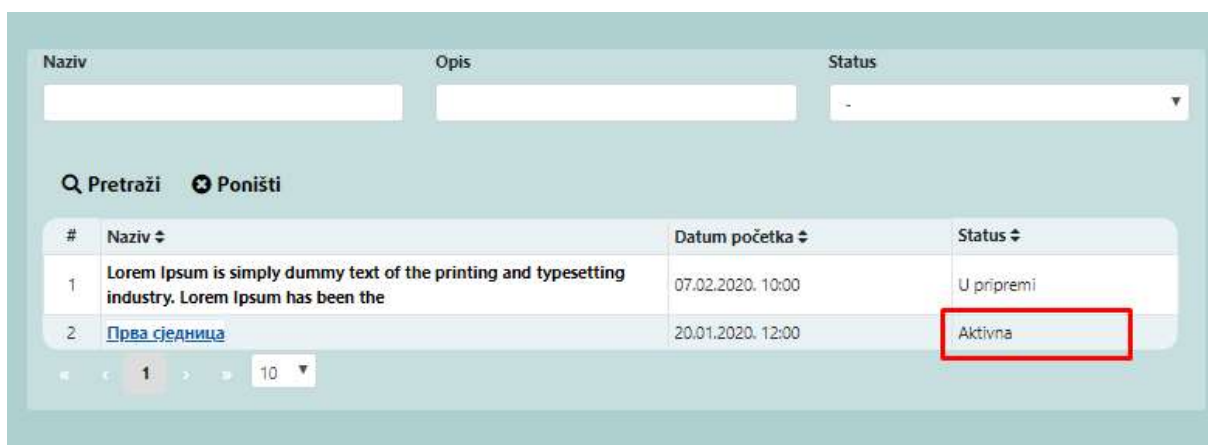 Naziv Opis Status
-
Pretraži Poništi
# Naziv Datum početka Status
1 Lorem Ipsum is simply dummy text of the printing and typesetting 07.02.2020. 10:00 U pripremi
industry. Lorem Ipsum has been the
2 Прва сједница 20.01.2020. 12:00 Aktivna
« ‹ 1 › » 10